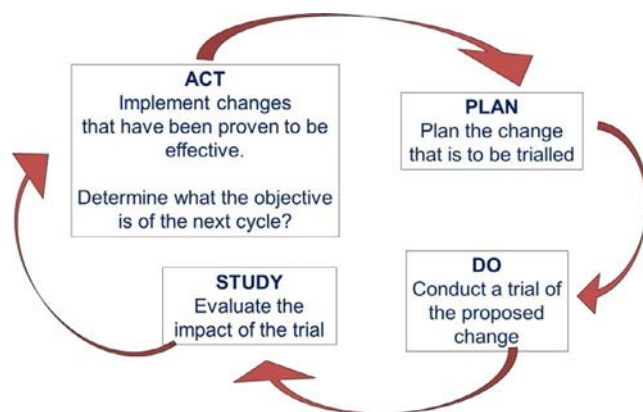 ACT
Implement changes
that have been proven to be
effective.
Determine what the objective
is of the next cycle?
PLAN
Plan the change
that is to be trialled
DO
Conduct a trial of
the proposed
change
STUDY
Evaluate the
impact of the trial